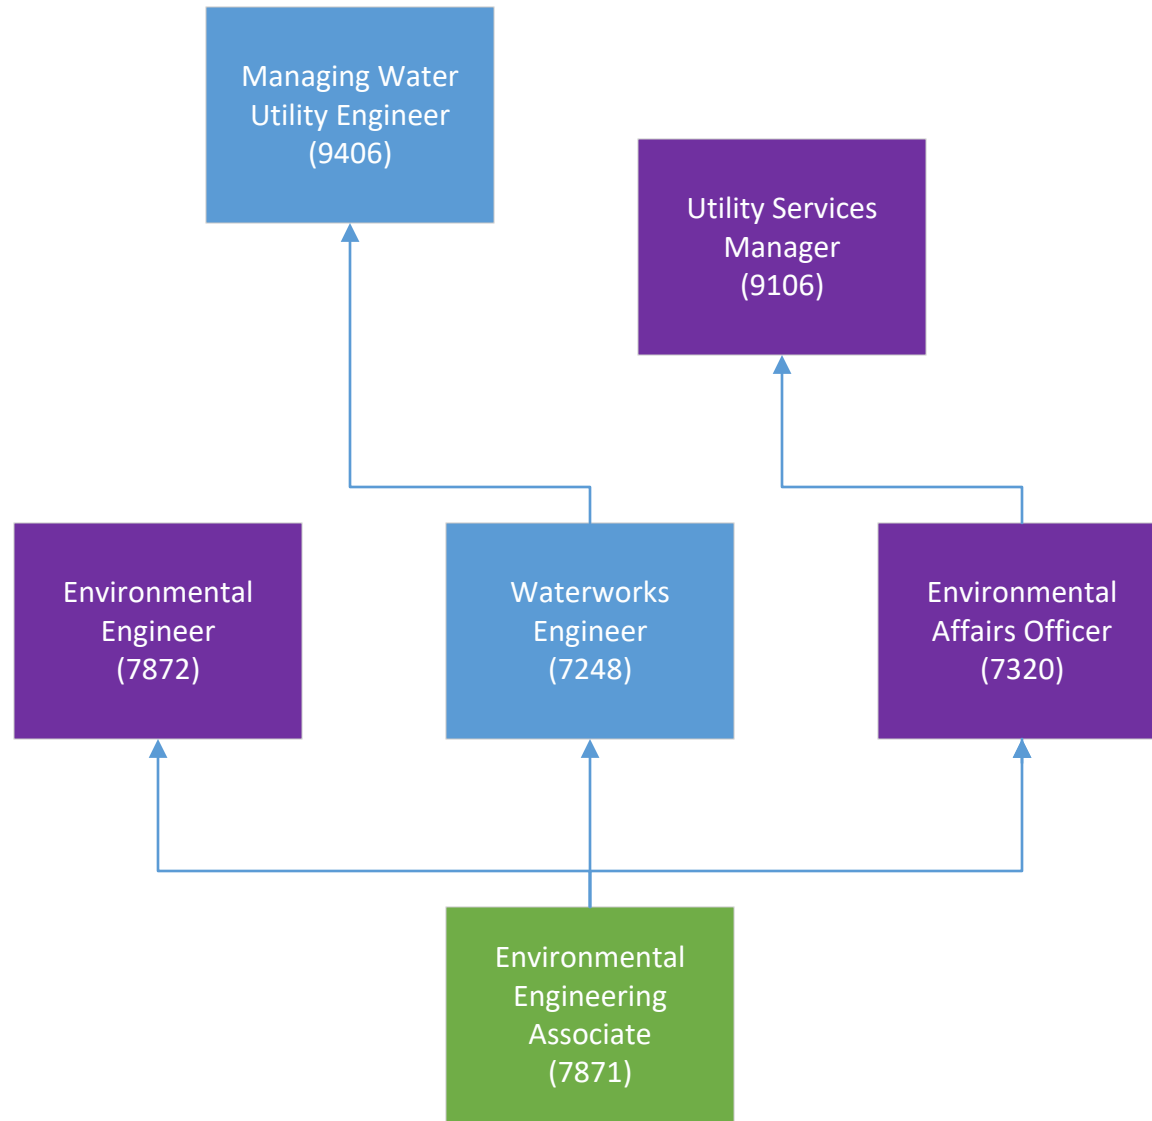 Managing Water
Utility Engineer
(9406)
Utility Services
Manager
(9106)
Environmental
Engineer
(7872)
Waterworks
Engineer
(7248)
Environmental
Affairs Officer
(7320)
Environmental
Engineering
Associate
(7871)